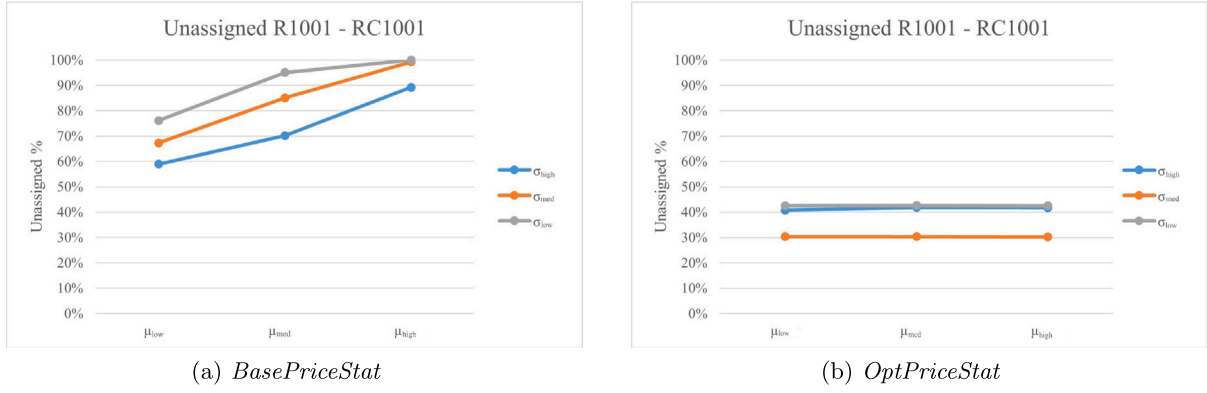 Unassigned R1001 - RC1001
Unassigned %
100%
90%
80%
70%
60%
50%
40%
30%
20%
10%
0%
μlow
μmed
μhigh
σhigh
σmed
σlow
(a) BasePriceStat
Unassigned R1001 - RC1001
Unassigned %
100%
90%
80%
70%
60%
50%
40%
30%
20%
10%
0%
μlow
μmed
μhigh
σhigh
σmed
σlow
(b) OptPriceStat